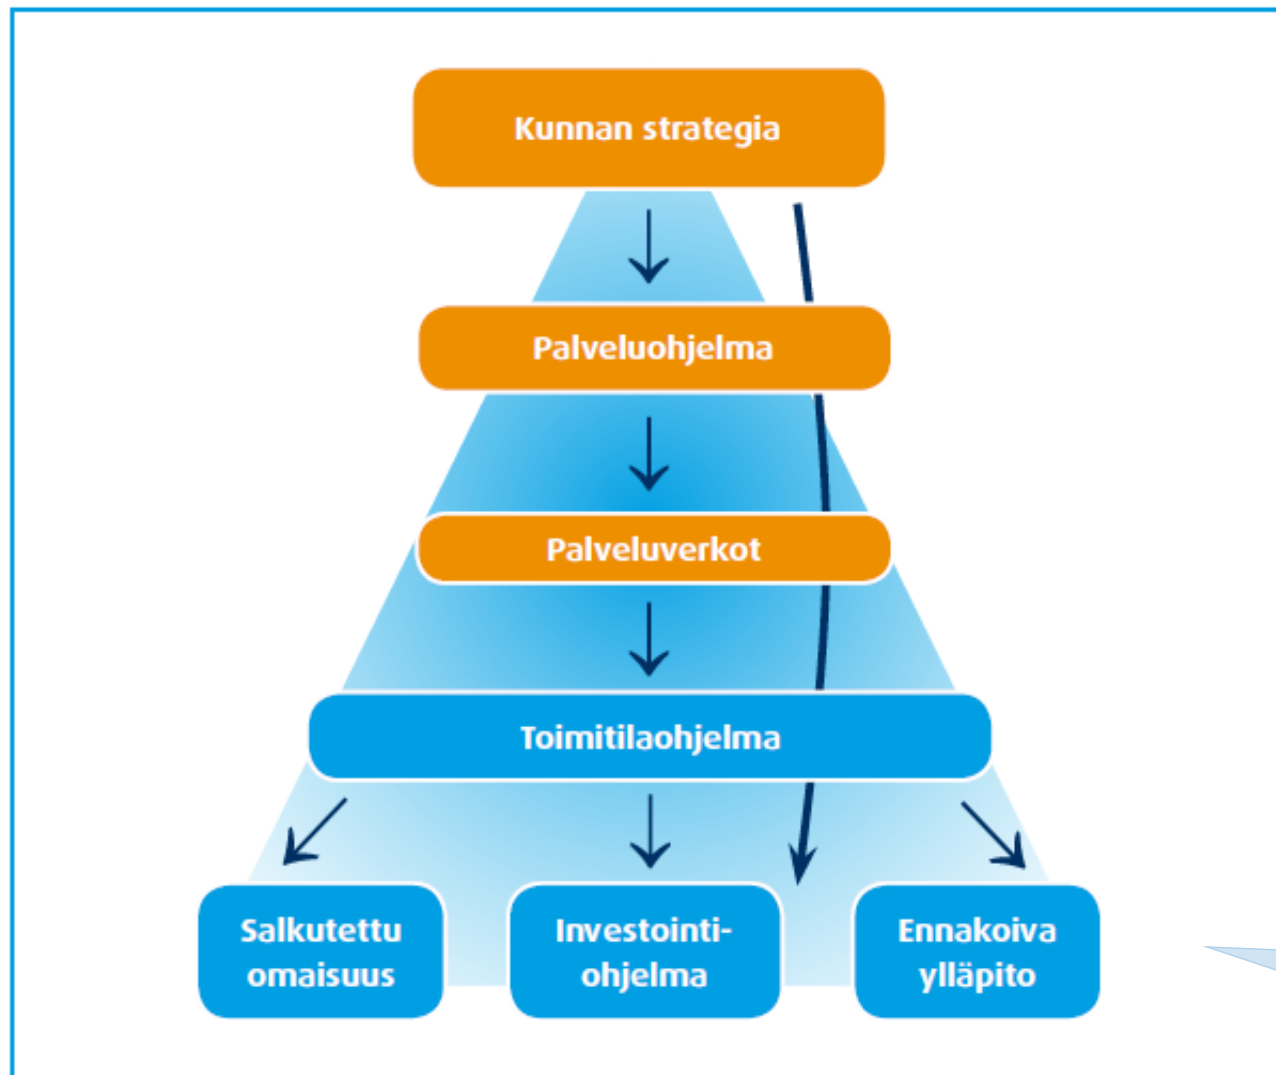 Kunnan strategia
Palveluohjelma
Palveluverkot
Toimitilaohjelma
Salkutettu
omaisuus
Investointi-
ohjelma
Ennakoiva
ylläpito